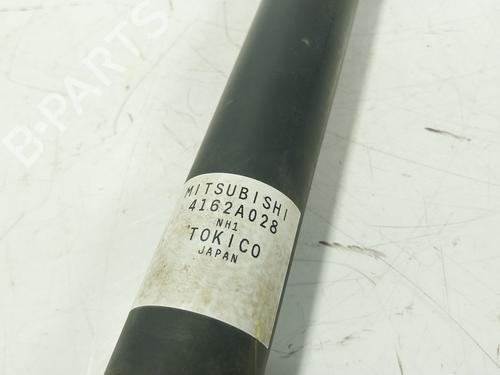 B-PARTS
MITSUBISHI
4162A028
NH1
TOKICO
JAPAN